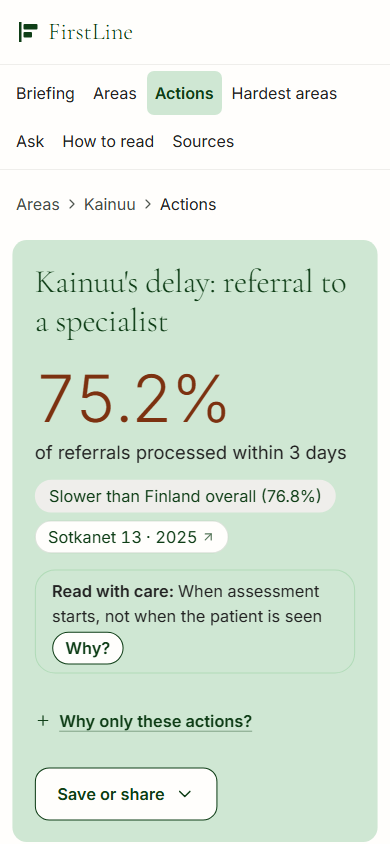 FirstLine
Briefing Areas Actions Hardest areas
Ask How to read Sources
Areas > Kainuu > Actions
Kainuu's delay: referral to
a specialist
75.2%
of referrals processed within 3 days
Slower than Finland overall (76.8%)
Sotkanet 13 · 2025 ↗
Read with care: When assessment
starts, not when the patient is seen
Why?
+ Why only these actions?
Save or share